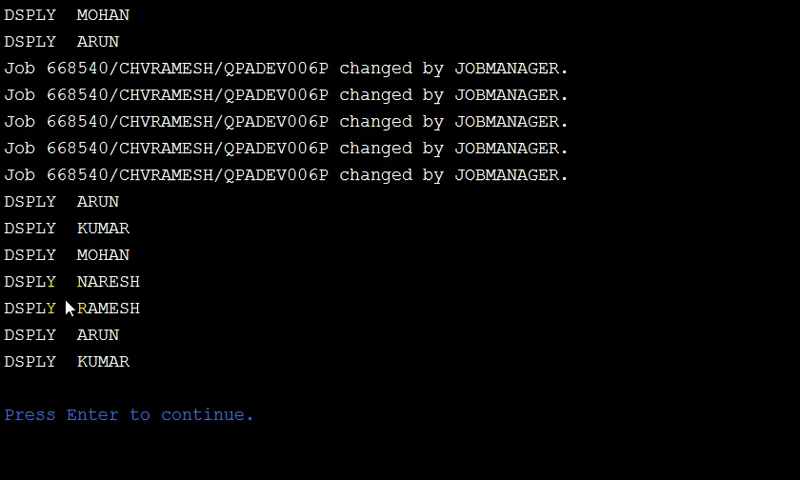 DSPLY  MOHAN
DSPLY  ARUN
Job 668540/CHVRAMESH/QPADEV006P changed by JOBMANAGER.
Job 668540/CHVRAMESH/QPADEV006P changed by JOBMANAGER.
Job 668540/CHVRAMESH/QPADEV006P changed by JOBMANAGER.
Job 668540/CHVRAMESH/QPADEV006P changed by JOBMANAGER.
Job 668540/CHVRAMESH/QPADEV006P changed by JOBMANAGER.
DSPLY  ARUN
DSPLY  KUMAR
DSPLY  MOHAN
DSPLY  NARESH
DSPLY  RAMESH
DSPLY  ARUN
DSPLY  KUMAR
Press Enter to continue.